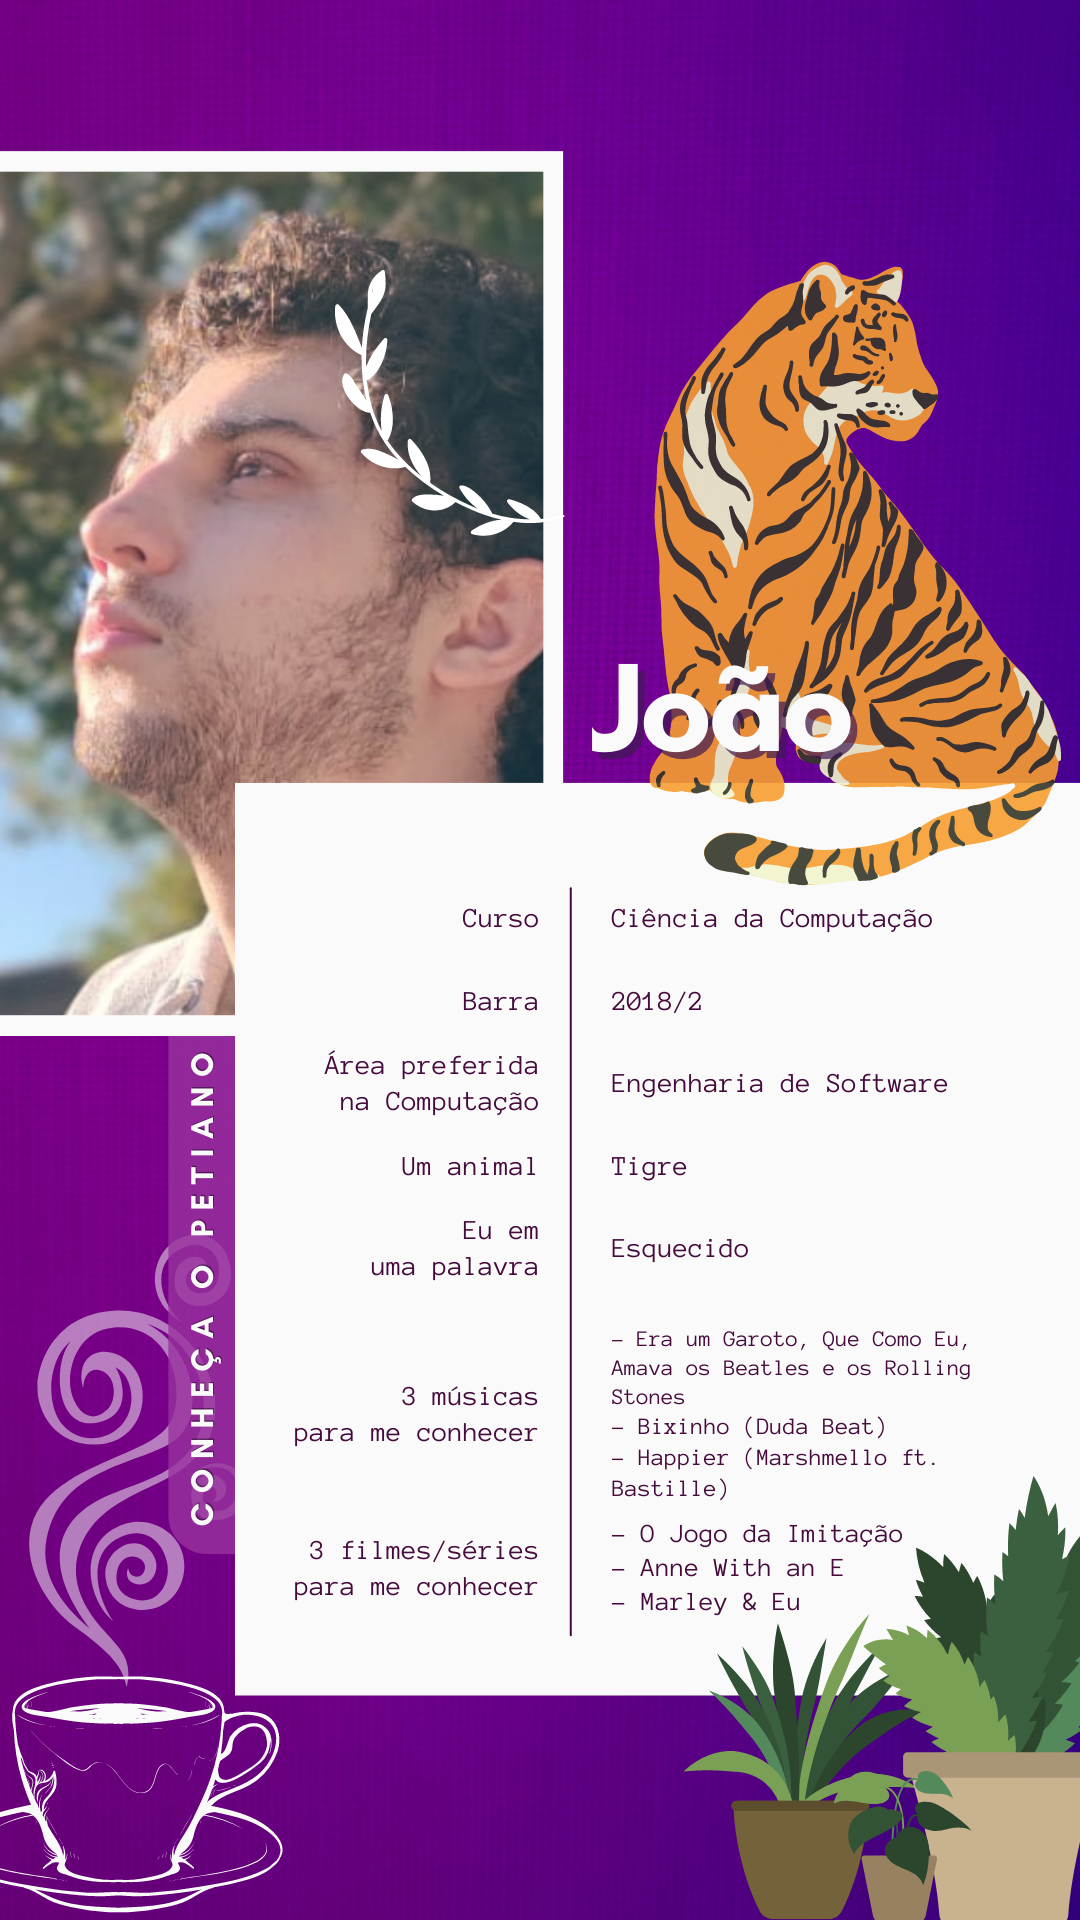 João
Curso
Ciência da Computação
Barra
2018/2
Área preferida
na Computação
Engenharia de Software
Um animal
Tigre
Eu em
uma palavra
Esquecido
3 músicas
para me conhecer
- Era um Garoto, Que Como Eu,
Amava os Beatles e os Rolling
Stones
- Bixinho (Duda Beat)
- Happier (Marshmello ft.
Bastille)
3 filmes/séries
para me conhecer
- O Jogo da Imitação
- Anne With an E
- Marley & Eu
CONHEÇA O PETIANO